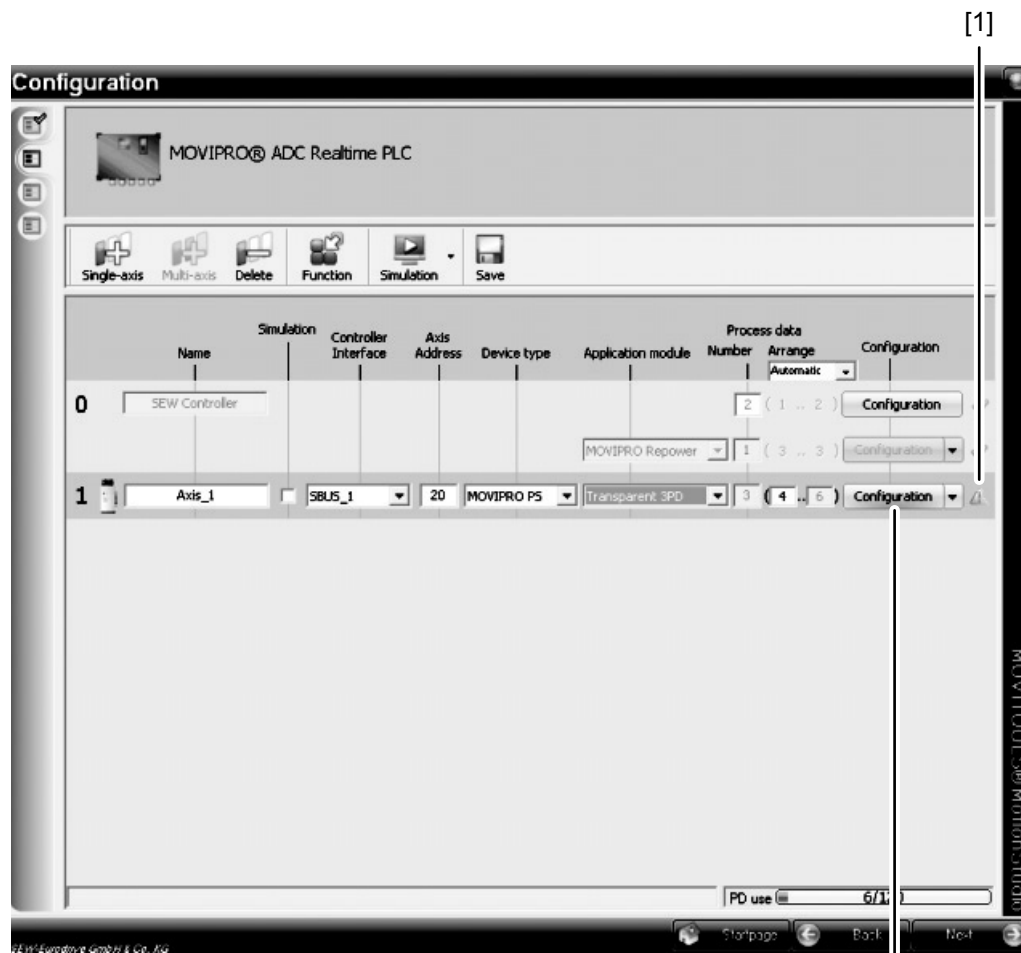 [1]
Configuration
MOVIPRO® ADC Realtime PLC
Single-axis Multi-axis Delete Function Simulation Save
Simulation Process data
Name Controller Interface Axis Address Device type Application module Number Arrange Configuration
Automatic
0 SEW Controller 2 ( 1 .. 2 ) Configuration
MOVIPRO Repower 1 ( 3 .. 3 ) Configuration
1 Axis_1 SBUS_1 20 MOVIPRO PS Transparent 3PD 3 ( 4 .. 6 ) Configuration
MOVITOOLS® MotionStudio
PD use
SEW-Eurodrive GmbH & Co. KG Startpage Back Next